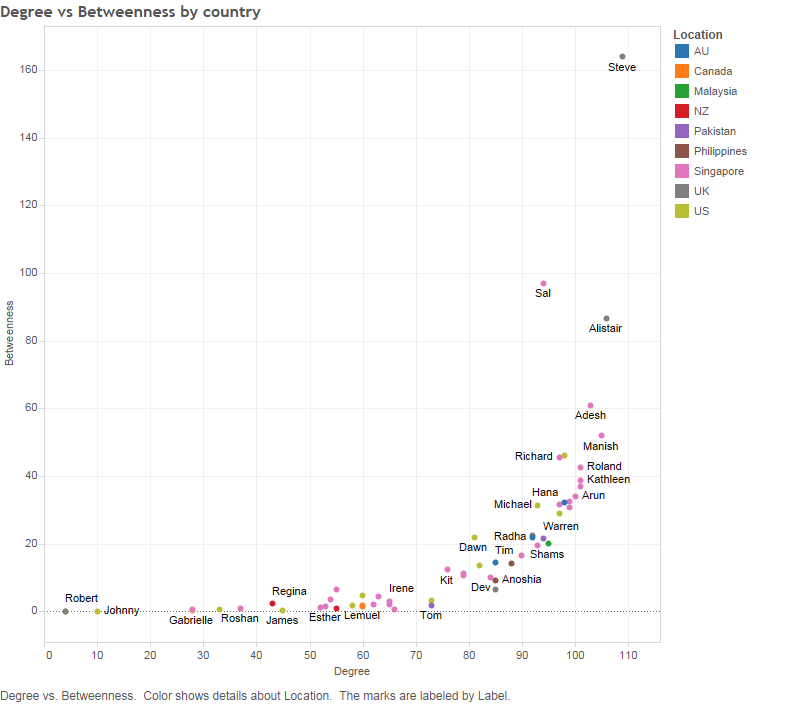 Degree vs Betweenness by country
Location
AU
Canada
Malaysia
NZ
Pakistan
Philippines
Singapore
UK
US
Betweenness
160
140
120
100
80
60
40
20
0
Steve
Sal
Alistair
Adesh
Manish
Richard
Roland
Kathleen
Hana
Arun
Michael
Warren
Radha
Dawn
Tim
Shams
Kit
Dev
Anoshia
Robert
Regina
Irene
Johnny
Gabrielle
Roshan
James
Esther
Lemuel
Tom
0 10 20 30 40 50 60 70 80 90 100 110
Degree
Degree vs. Betweenness. Color shows details about Location. The marks are labeled by Label.